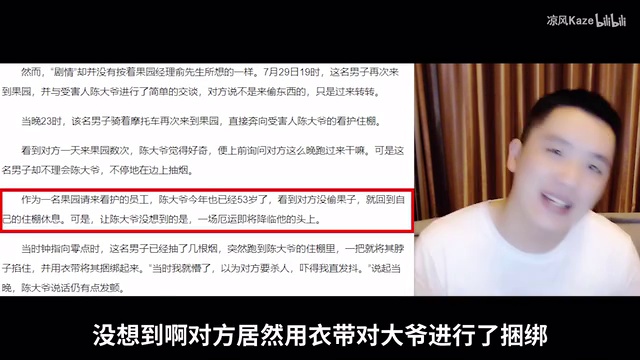 凉风Kaze bilibili
然而，“剧情”却并没有按着果园经理俞先生所想的一样。7月29日19时，这名男子再次来
到果园，并与受害人陈大爷进行了简单的交谈，对方说不是来偷东西的，只是过来转转。
当晚23时，该名男子骑着摩托车再次来到果园，直接奔向受害人陈大爷的看护住棚。
看到对方一天来果园数次，陈大爷觉得好奇，便上前询问对方这么晚跑过来干嘛。可是这
名男子却不理会陈大爷，不停地在边上抽烟。
作为一名果园请来看护的员工，陈大爷今年也已经53岁了，看到对方没偷果子，就回到自
己的住棚休息。可是，让陈大爷没想到的是，一场厄运即将降临他的头上。
当时钟指向零点时，这名男子已经抽了几根烟，突然跑到陈大爷的住棚里，一把就将其脖
子掐住，并用衣带将其捆绑起来。“当时我就懵了，以为对方要杀人，吓得我直发抖。”说起当
晚，陈大爷说话仍有点发颤。
没想到啊对方居然用衣带对大爷进行了捆绑